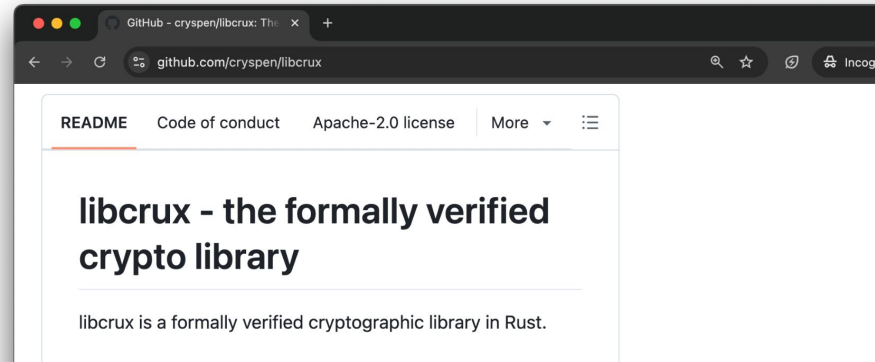 GitHub - cryspen/libcrux: The
github.com/cryspen/libcrux
Incog
README Code of conduct Apache-2.0 license More
libcrux - the formally verified
crypto library
libcrux is a formally verified cryptographic library in Rust.